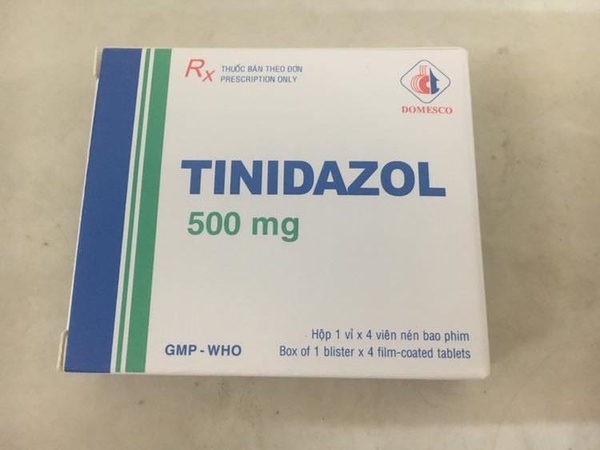 Rx THUỐC BÁN THEO ĐƠN
PRESCRIPTION ONLY
DOMESCO
TINIDAZOL
500 mg
Hộp 1 vỉ x 4 viên nén bao phim
GMP - WHO Box of 1 blister x 4 film-coated tablets